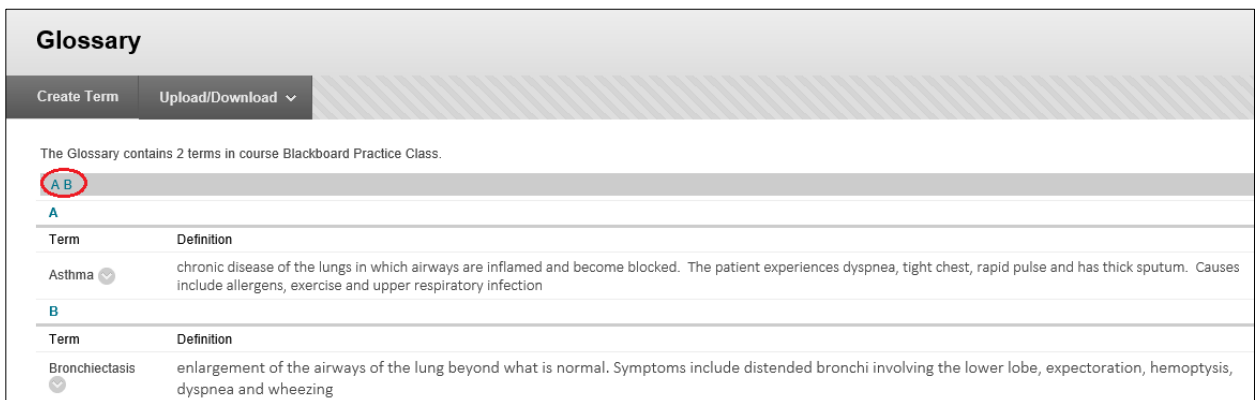 Glossary
Create Term Upload/Download
The Glossary contains 2 terms in course Blackboard Practice Class.
A B
A
Term Definition
Asthma chronic disease of the lungs in which airways are inflamed and become blocked. The patient experiences dyspnea, tight chest, rapid pulse and has thick sputum. Causes
include allergens, exercise and upper respiratory infection
B
Term Definition
Bronchiectasis enlargement of the airways of the lung beyond what is normal. Symptoms include distended bronchi involving the lower lobe, expectoration, hemoptysis,
dyspnea and wheezing